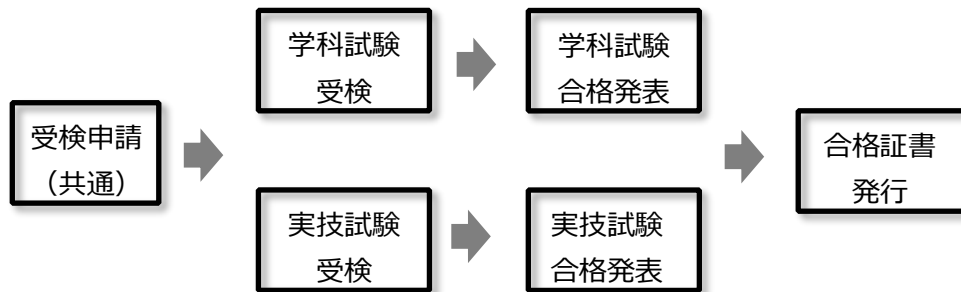 学科試験
受検
学科試験
合格発表
受検申請
（共通）
合格証書
発行
実技試験
受検
実技試験
合格発表